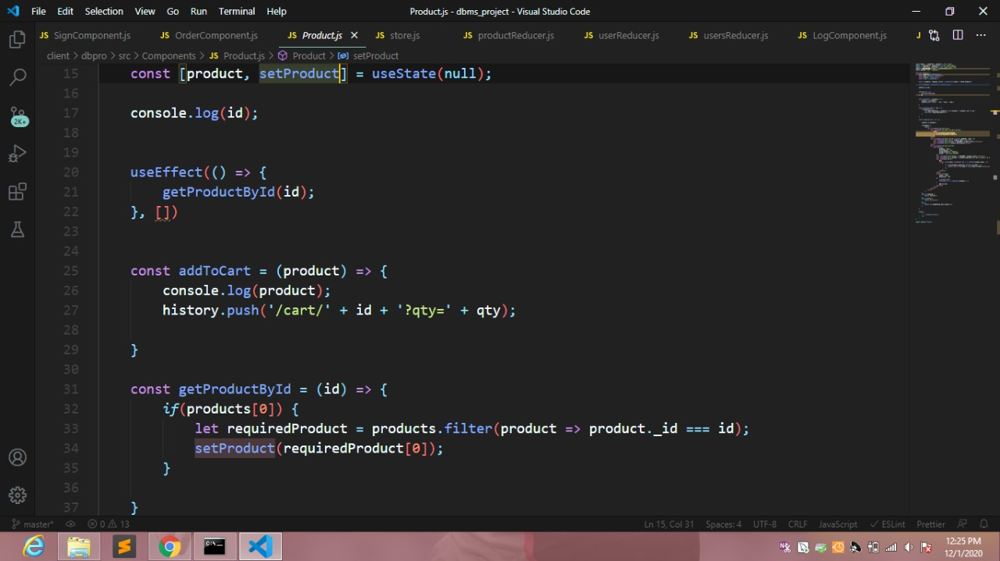 File Edit Selection View Go Run Terminal Help Product.js - dbms_project - Visual Studio Code
JS SignComponent.js JS OrderComponent.js JS Product.js JS store.js JS productReducer.js JS userReducer.js JS usersReducer.js JS LogComponent.js J
client > dbpro > src > Components > JS Product.js > Product > setProduct
15 const [product, setProduct] = useState(null);
16
17 console.log(id);
18
19
20 useEffect(() => {
21 getProductById(id);
22 }, [])
23
24
25 const addToCart = (product) => {
26 console.log(product);
27 history.push('/cart/' + id + '?qty=' + qty);
28
29 }
30
31 const getProductById = (id) => {
32 if(products[0]) {
33 let requiredProduct = products.filter(product => product._id === id);
34 setProduct(requiredProduct[0]);
35 }
36
37 }
2K+
master* 0 13 Ln 15, Col 31 Spaces: 4 UTF-8 CRLF JavaScript ESLint Prettier
12:25 PM
12/1/2020